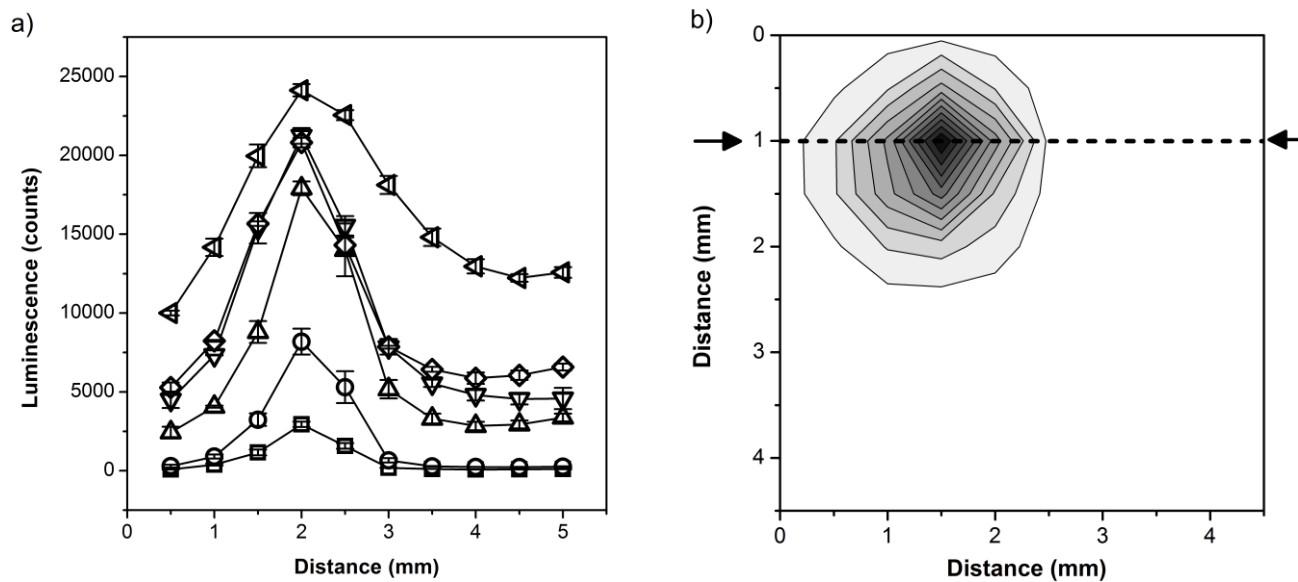 a)
25000
20000
15000
10000
5000
0
Luminescence (counts)
0 1 2 3 4 5
Distance (mm)
b)
0
1
2
3
4
Distance (mm)
0 1 2 3 4
Distance (mm)